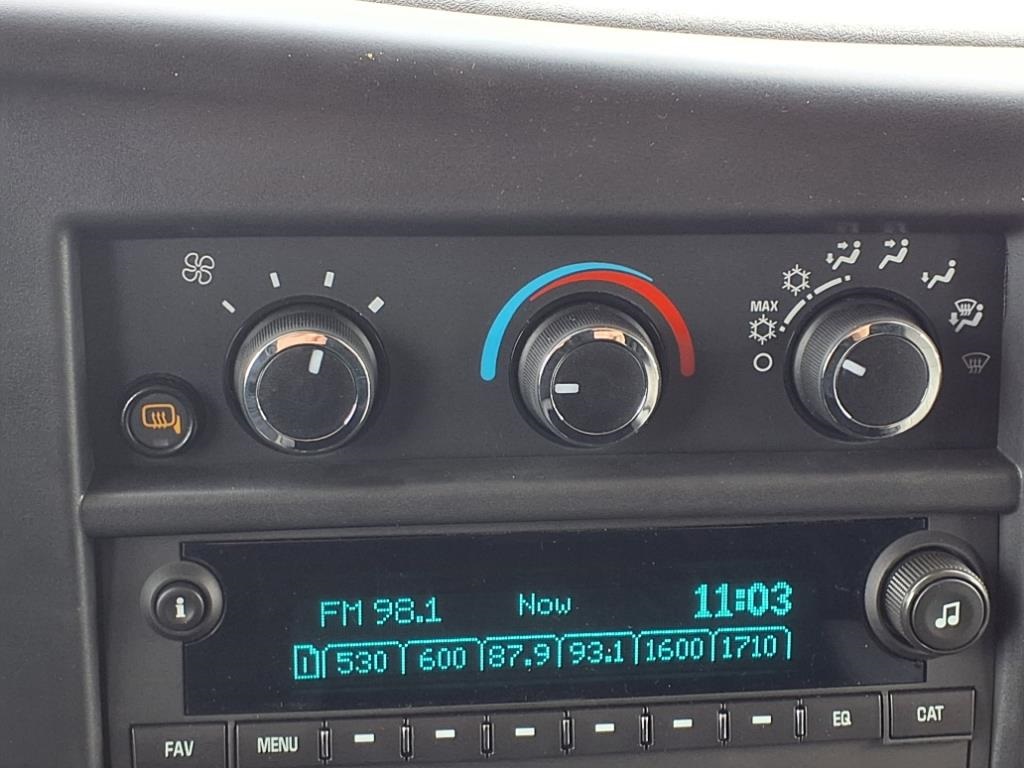 MAX
i
FM 98.1 Now 11:03
1 530 600 87.9 93.1 1600 1710
FAV MENU EQ CAT